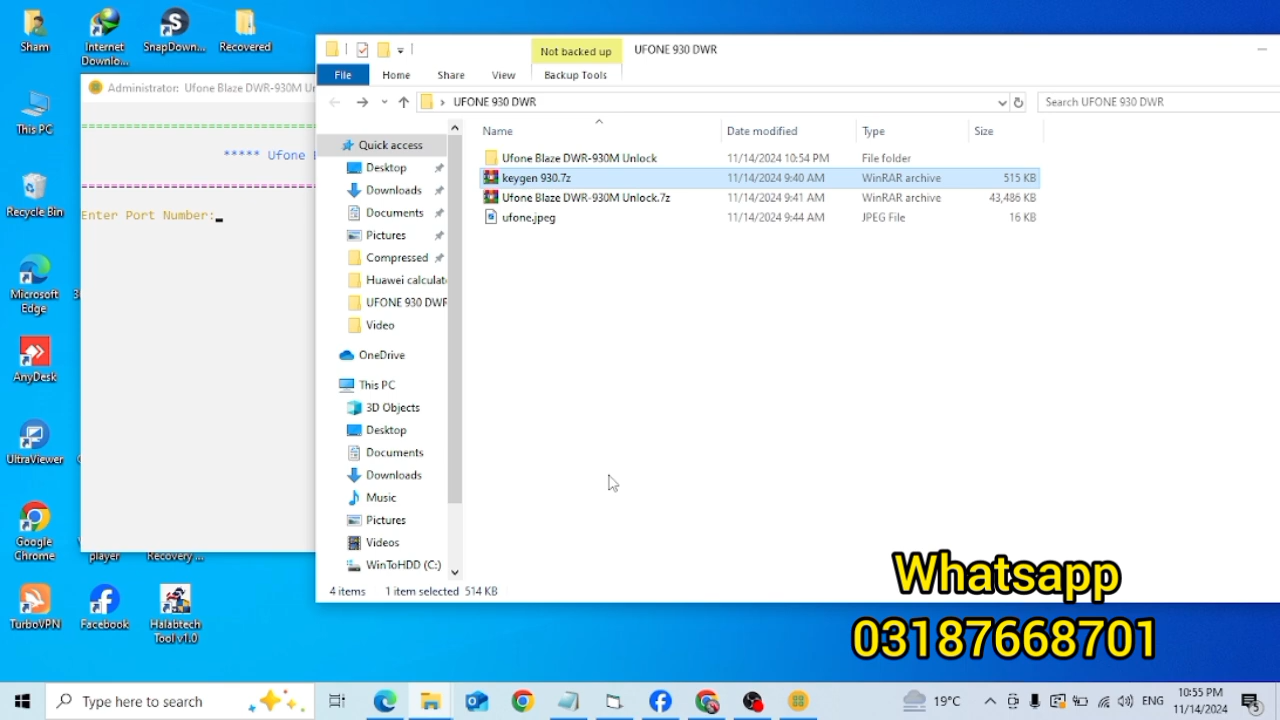 Sham
Internet Downlo...
SnapDown...
Recovered
This PC
Recycle Bin
Microsoft Edge
AnyDesk
UltraViewer
Google Chrome
player
Recovery ...
TurboVPN
Facebook
Halabtech Tool v1.0
Administrator: Ufone Blaze DWR-930M Un
***** Ufone
Enter Port Number:
Not backed up
UFONE 930 DWR
File
Home
Share
View
Backup Tools
UFONE 930 DWR
Search UFONE 930 DWR
Quick access
Desktop
Downloads
Documents
Pictures
Compressed
Huawei calculat
UFONE 930 DWR
Video
OneDrive
This PC
3D Objects
Desktop
Documents
Downloads
Music
Pictures
Videos
WinToHDD (C:)
Name Date modified Type Size
Ufone Blaze DWR-930M Unlock 11/14/2024 10:54 PM File folder
keygen 930.7z 11/14/2024 9:40 AM WinRAR archive 515 KB
Ufone Blaze DWR-930M Unlock.7z 11/14/2024 9:41 AM WinRAR archive 43,486 KB
ufone.jpeg 11/14/2024 9:44 AM JPEG File 16 KB
4 items 1 item selected 514 KB
Whatsapp
03187668701
Type here to search
19°C
ENG
10:55 PM
11/14/2024